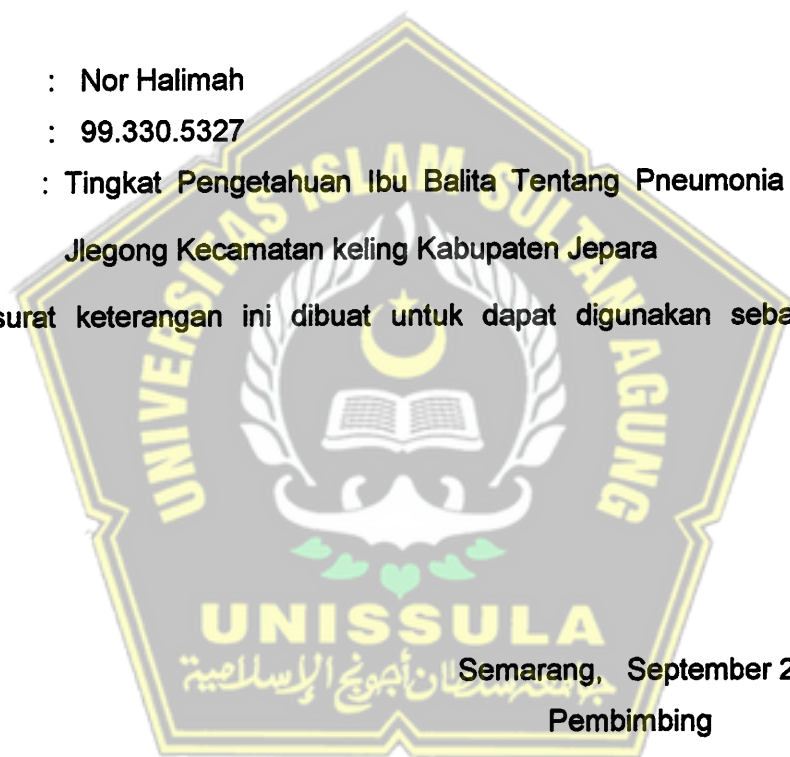 : Nor Halimah
: 99.330.5327
: Tingkat Pengetahuan Ibu Balita Tentang Pneumonia
Jlegong Kecamatan keling Kabupaten Jepara
surat keterangan ini dibuat untuk dapat digunakan seba
UNIVERSITAS ISLAM SULTAN AGUNG
UNISSULA
جامعة سلطان أجونج الإسلامية
Semarang, September 2
Pembimbing